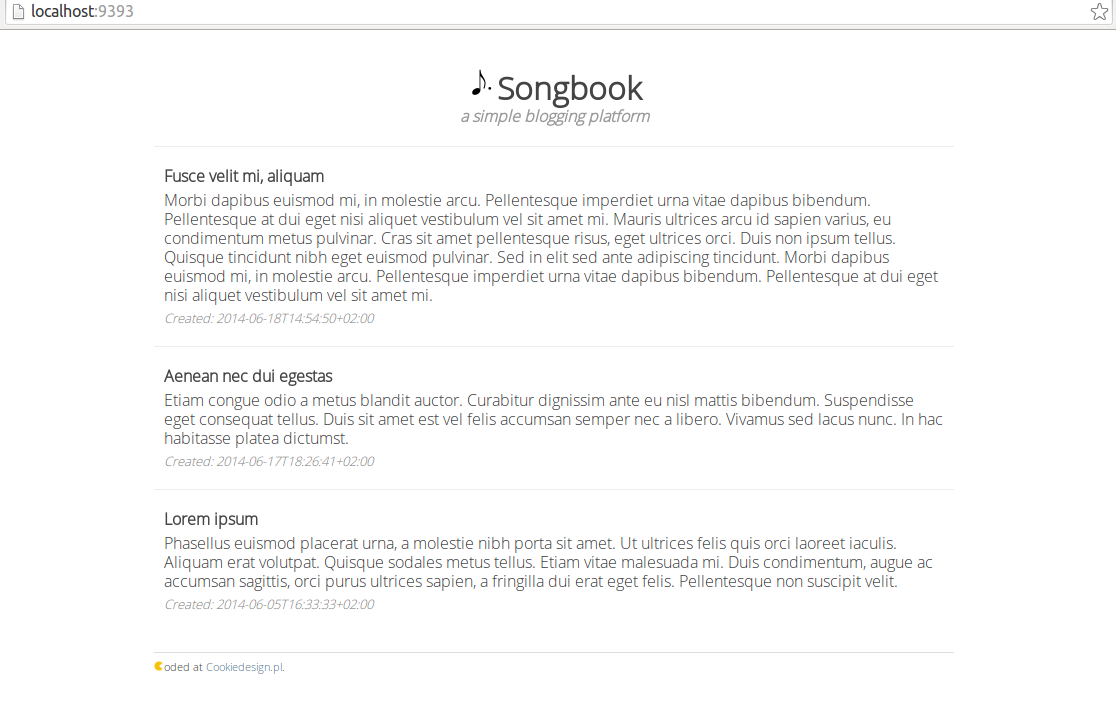 localhost:9393
Songbook
a simple blogging platform
Fusce velit mi, aliquam
Morbi dapibus euismod mi, in molestie arcu. Pellentesque imperdiet urna vitae dapibus bibendum.
Pellentesque at dui eget nisi aliquet vestibulum vel sit amet mi. Mauris ultrices arcu id sapien varius, eu
condimentum metus pulvinar. Cras sit amet pellentesque risus, eget ultrices orci. Duis non ipsum tellus.
Quisque tincidunt nibh eget euismod pulvinar. Sed in elit sed ante adipiscing tincidunt. Morbi dapibus
euismod mi, in molestie arcu. Pellentesque imperdiet urna vitae dapibus bibendum. Pellentesque at dui eget
nisi aliquet vestibulum vel sit amet mi.
Created: 2014-06-18T14:54:50+02:00
Aenean nec dui egestas
Etiam congue odio a metus blandit auctor. Curabitur dignissim ante eu nisl mattis bibendum. Suspendisse
eget consequat tellus. Duis sit amet est vel felis accumsan semper nec a libero. Vivamus sed lacus nunc. In hac
habitasse platea dictumst.
Created: 2014-06-17T18:26:41+02:00
Lorem ipsum
Phasellus euismod placerat urna, a molestie nibh porta sit amet. Ut ultrices felis quis orci laoreet iaculis.
Aliquam erat volutpat. Quisque sodales metus tellus. Etiam vitae malesuada mi. Duis condimentum, augue ac
accumsan sagittis, orci purus ultrices sapien, a fringilla dui erat eget felis. Pellentesque non suscipit velit.
Created: 2014-06-05T16:33:33+02:00
oded at Cookiedesign.pl.